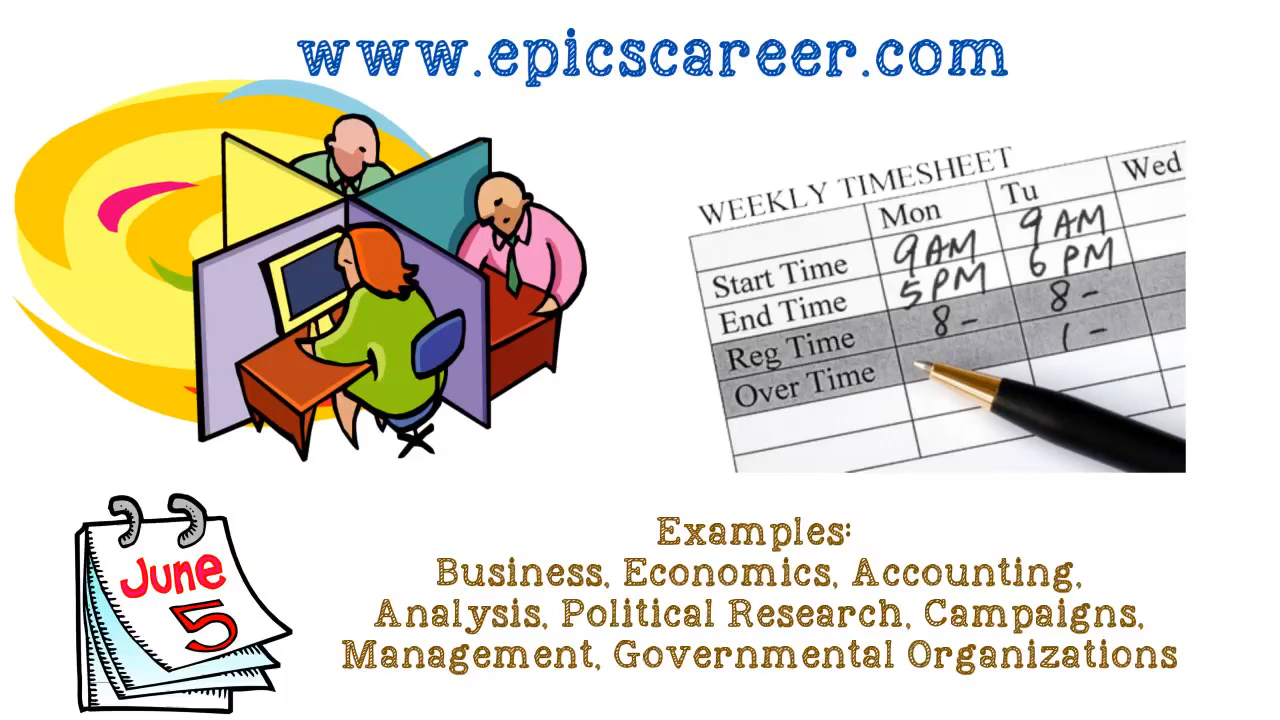 www.epicscareer.com
WEEKLY TIMESHEET
Mon Tu Wed
Start Time 9AM 9AM
End Time 5PM 6PM
Reg Time 8- 8-
Over Time 1-
June
5
Examples:
Business, Economics, Accounting,
Analysis, Political Research, Campaigns,
Management, Governmental Organizations